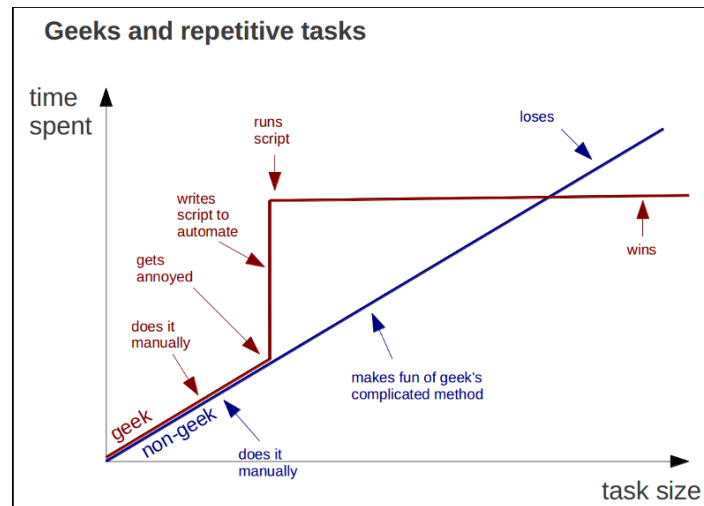 Geeks and repetitive tasks
time
spent
loses
runs
script
writes
script to
automate
wins
gets
annoyed
does it
manually
makes fun of geek's
complicated method
geek
non-geek
does it
manually
task size